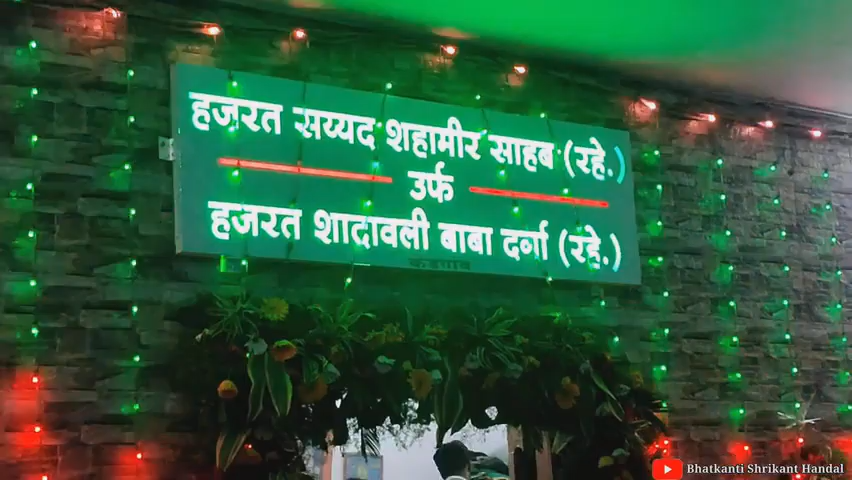 हजरत सय्यद शहामीर साहब (रहे.)
उर्फ
हजरत शादावली बाबा दर्गा (रहे.)
Bhatkanti Shrikant Handal